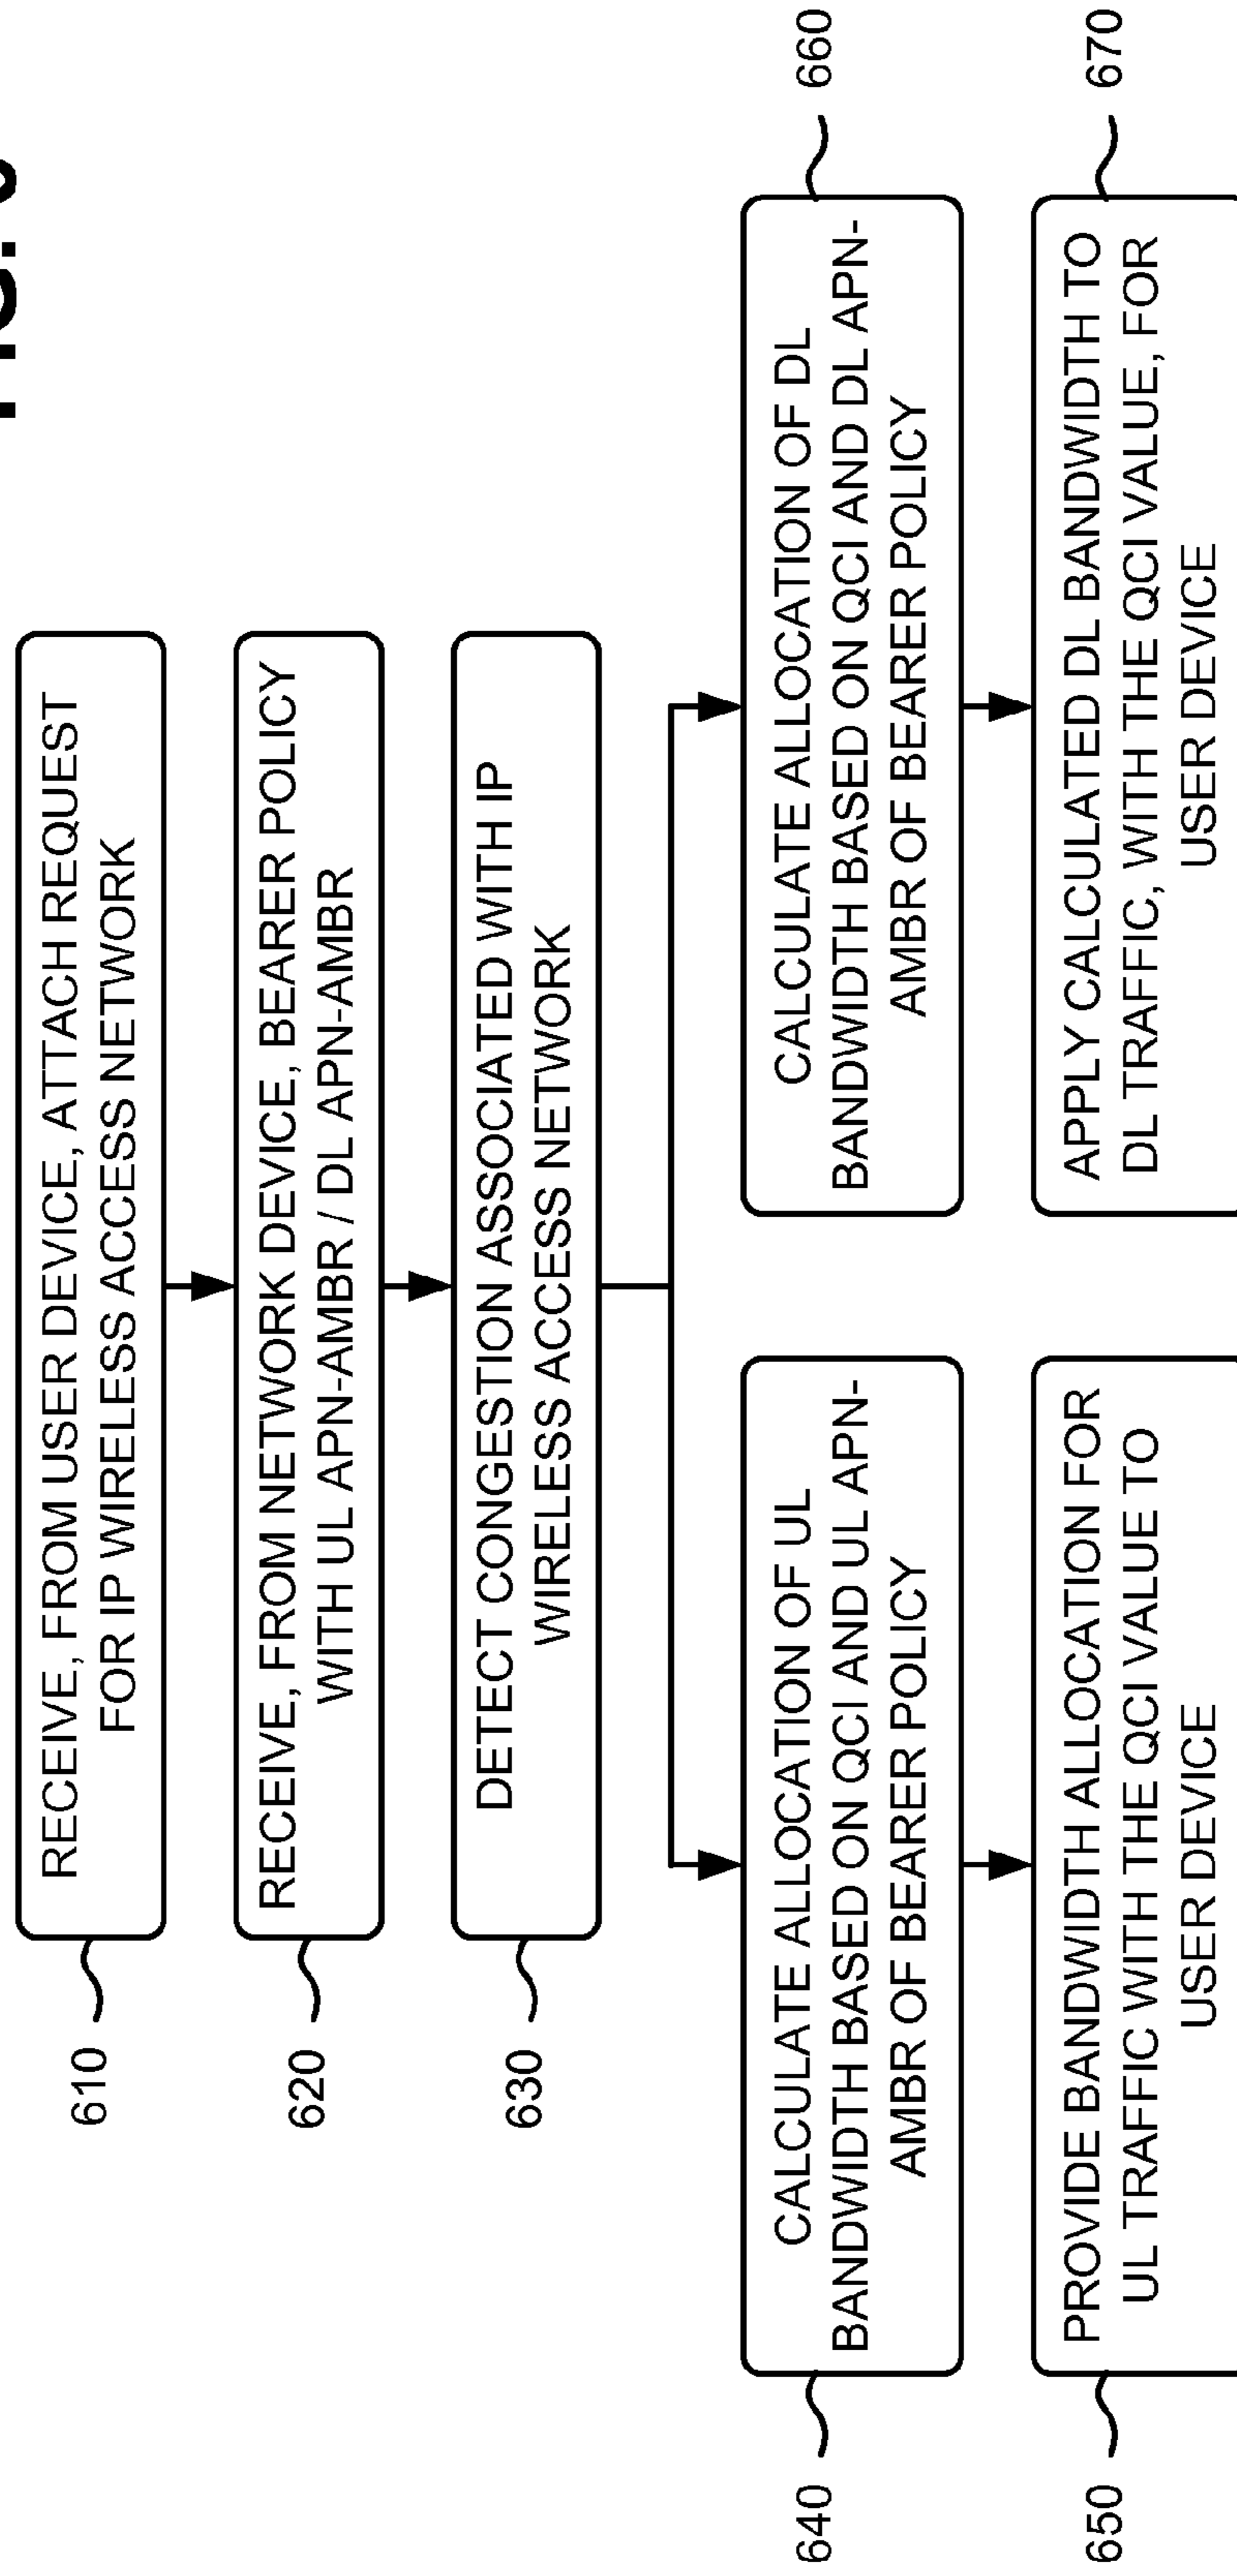 610
RECEIVE, FROM USER DEVICE, ATTACH REQUEST
FOR IP WIRELESS ACCESS NETWORK
620
RECEIVE, FROM NETWORK DEVICE, BEARER POLICY
WITH UL APN-AMBR / DL APN-AMBR
630
DETECT CONGESTION ASSOCIATED WITH IP
WIRELESS ACCESS NETWORK
640
CALCULATE ALLOCATION OF UL
BANDWIDTH BASED ON QCI AND UL APN-
AMBR OF BEARER POLICY
660
CALCULATE ALLOCATION OF DL
BANDWIDTH BASED ON QCI AND DL APN-
AMBR OF BEARER POLICY
650
PROVIDE BANDWIDTH ALLOCATION FOR
UL TRAFFIC WITH THE QCI VALUE TO
USER DEVICE
670
APPLY CALCULATED DL BANDWIDTH TO
DL TRAFFIC, WITH THE QCI VALUE, FOR
USER DEVICE